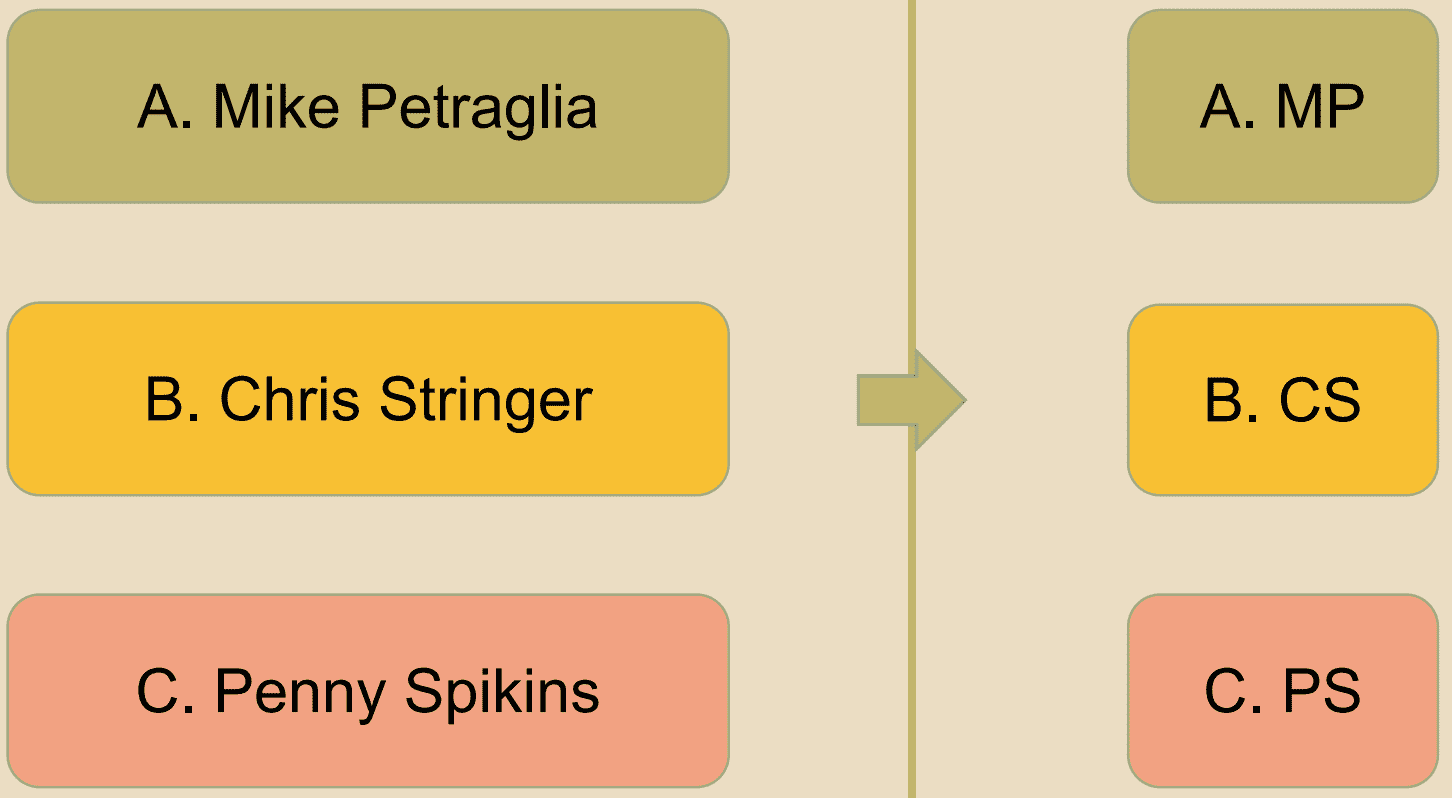 A. Mike Petraglia
B. Chris Stringer
C. Penny Spikins
A. MP
B. CS
C. PS